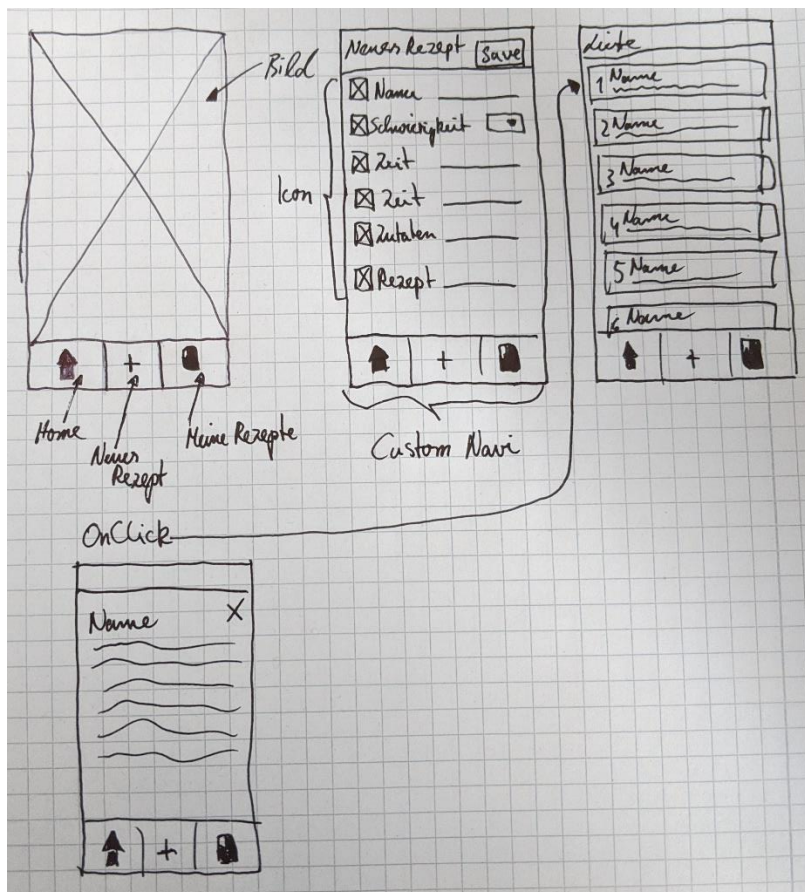 Bild
Home
Neues
Rezept
Meine Rezepte
Neues Rezept
Save
Icon
Name
Schwierigkeit
Zeit
Zeit
Zutaten
Rezept
Custom Navi
Liste
1 Name
2 Name
3 Name
4 Name
5 Name
6 Name
OnClick
Name X